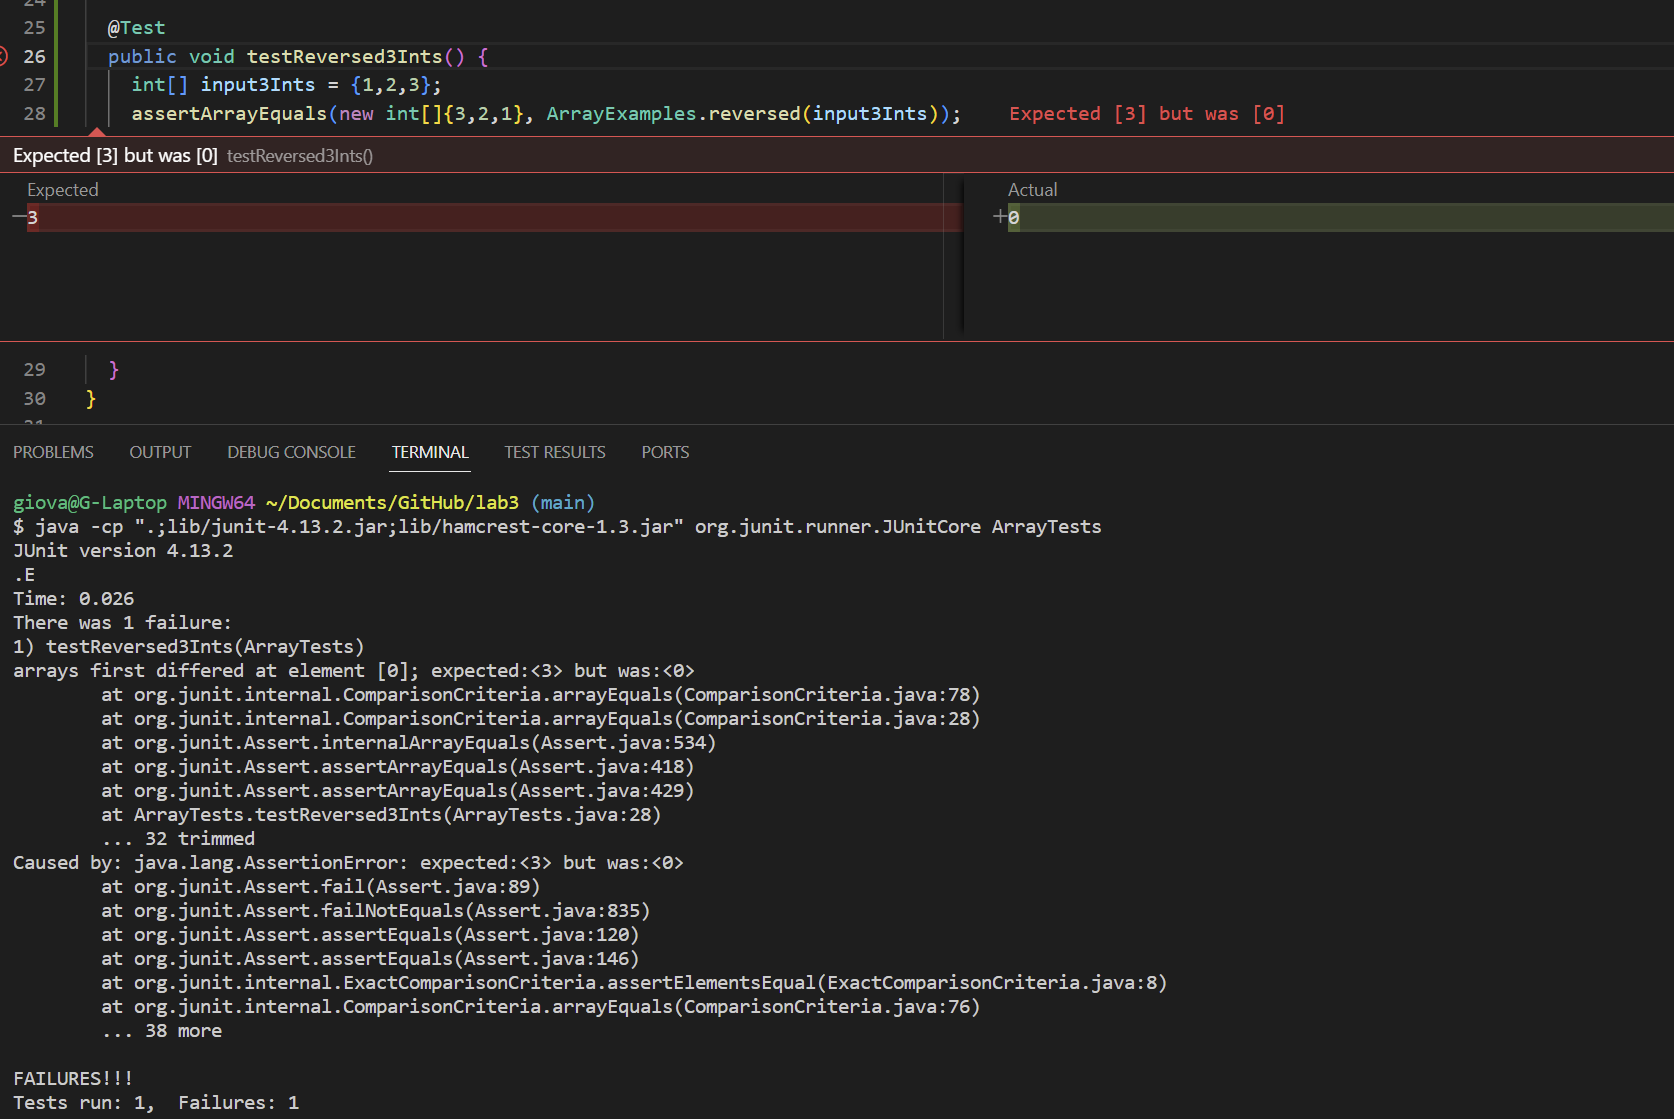 24
25 @Test
26 public void testReversed3Ints() {
27 int[] input3Ints = {1,2,3};
28 assertArrayEquals(new int[]{3,2,1}, ArrayExamples.reversed(input3Ints)); Expected [3] but was [0]
Expected [3] but was [0] testReversed3Ints()
Expected Actual
−3 +0
29 }
30 }
31
PROBLEMS OUTPUT DEBUG CONSOLE TERMINAL TEST RESULTS PORTS
giova@G-Laptop MINGW64 ~/Documents/GitHub/lab3 (main)
$ java -cp ".;lib/junit-4.13.2.jar;lib/hamcrest-core-1.3.jar" org.junit.runner.JUnitCore ArrayTests
JUnit version 4.13.2
.E
Time: 0.026
There was 1 failure:
1) testReversed3Ints(ArrayTests)
arrays first differed at element [0]; expected:<3> but was:<0>
at org.junit.internal.ComparisonCriteria.arrayEquals(ComparisonCriteria.java:78)
at org.junit.internal.ComparisonCriteria.arrayEquals(ComparisonCriteria.java:28)
at org.junit.Assert.internalArrayEquals(Assert.java:534)
at org.junit.Assert.assertArrayEquals(Assert.java:418)
at org.junit.Assert.assertArrayEquals(Assert.java:429)
at ArrayTests.testReversed3Ints(ArrayTests.java:28)
... 32 trimmed
Caused by: java.lang.AssertionError: expected:<3> but was:<0>
at org.junit.Assert.fail(Assert.java:89)
at org.junit.Assert.failNotEquals(Assert.java:835)
at org.junit.Assert.assertEquals(Assert.java:120)
at org.junit.Assert.assertEquals(Assert.java:146)
at org.junit.internal.ExactComparisonCriteria.assertElementsEqual(ExactComparisonCriteria.java:8)
at org.junit.internal.ComparisonCriteria.arrayEquals(ComparisonCriteria.java:76)
... 38 more
FAILURES!!!
Tests run: 1,  Failures: 1